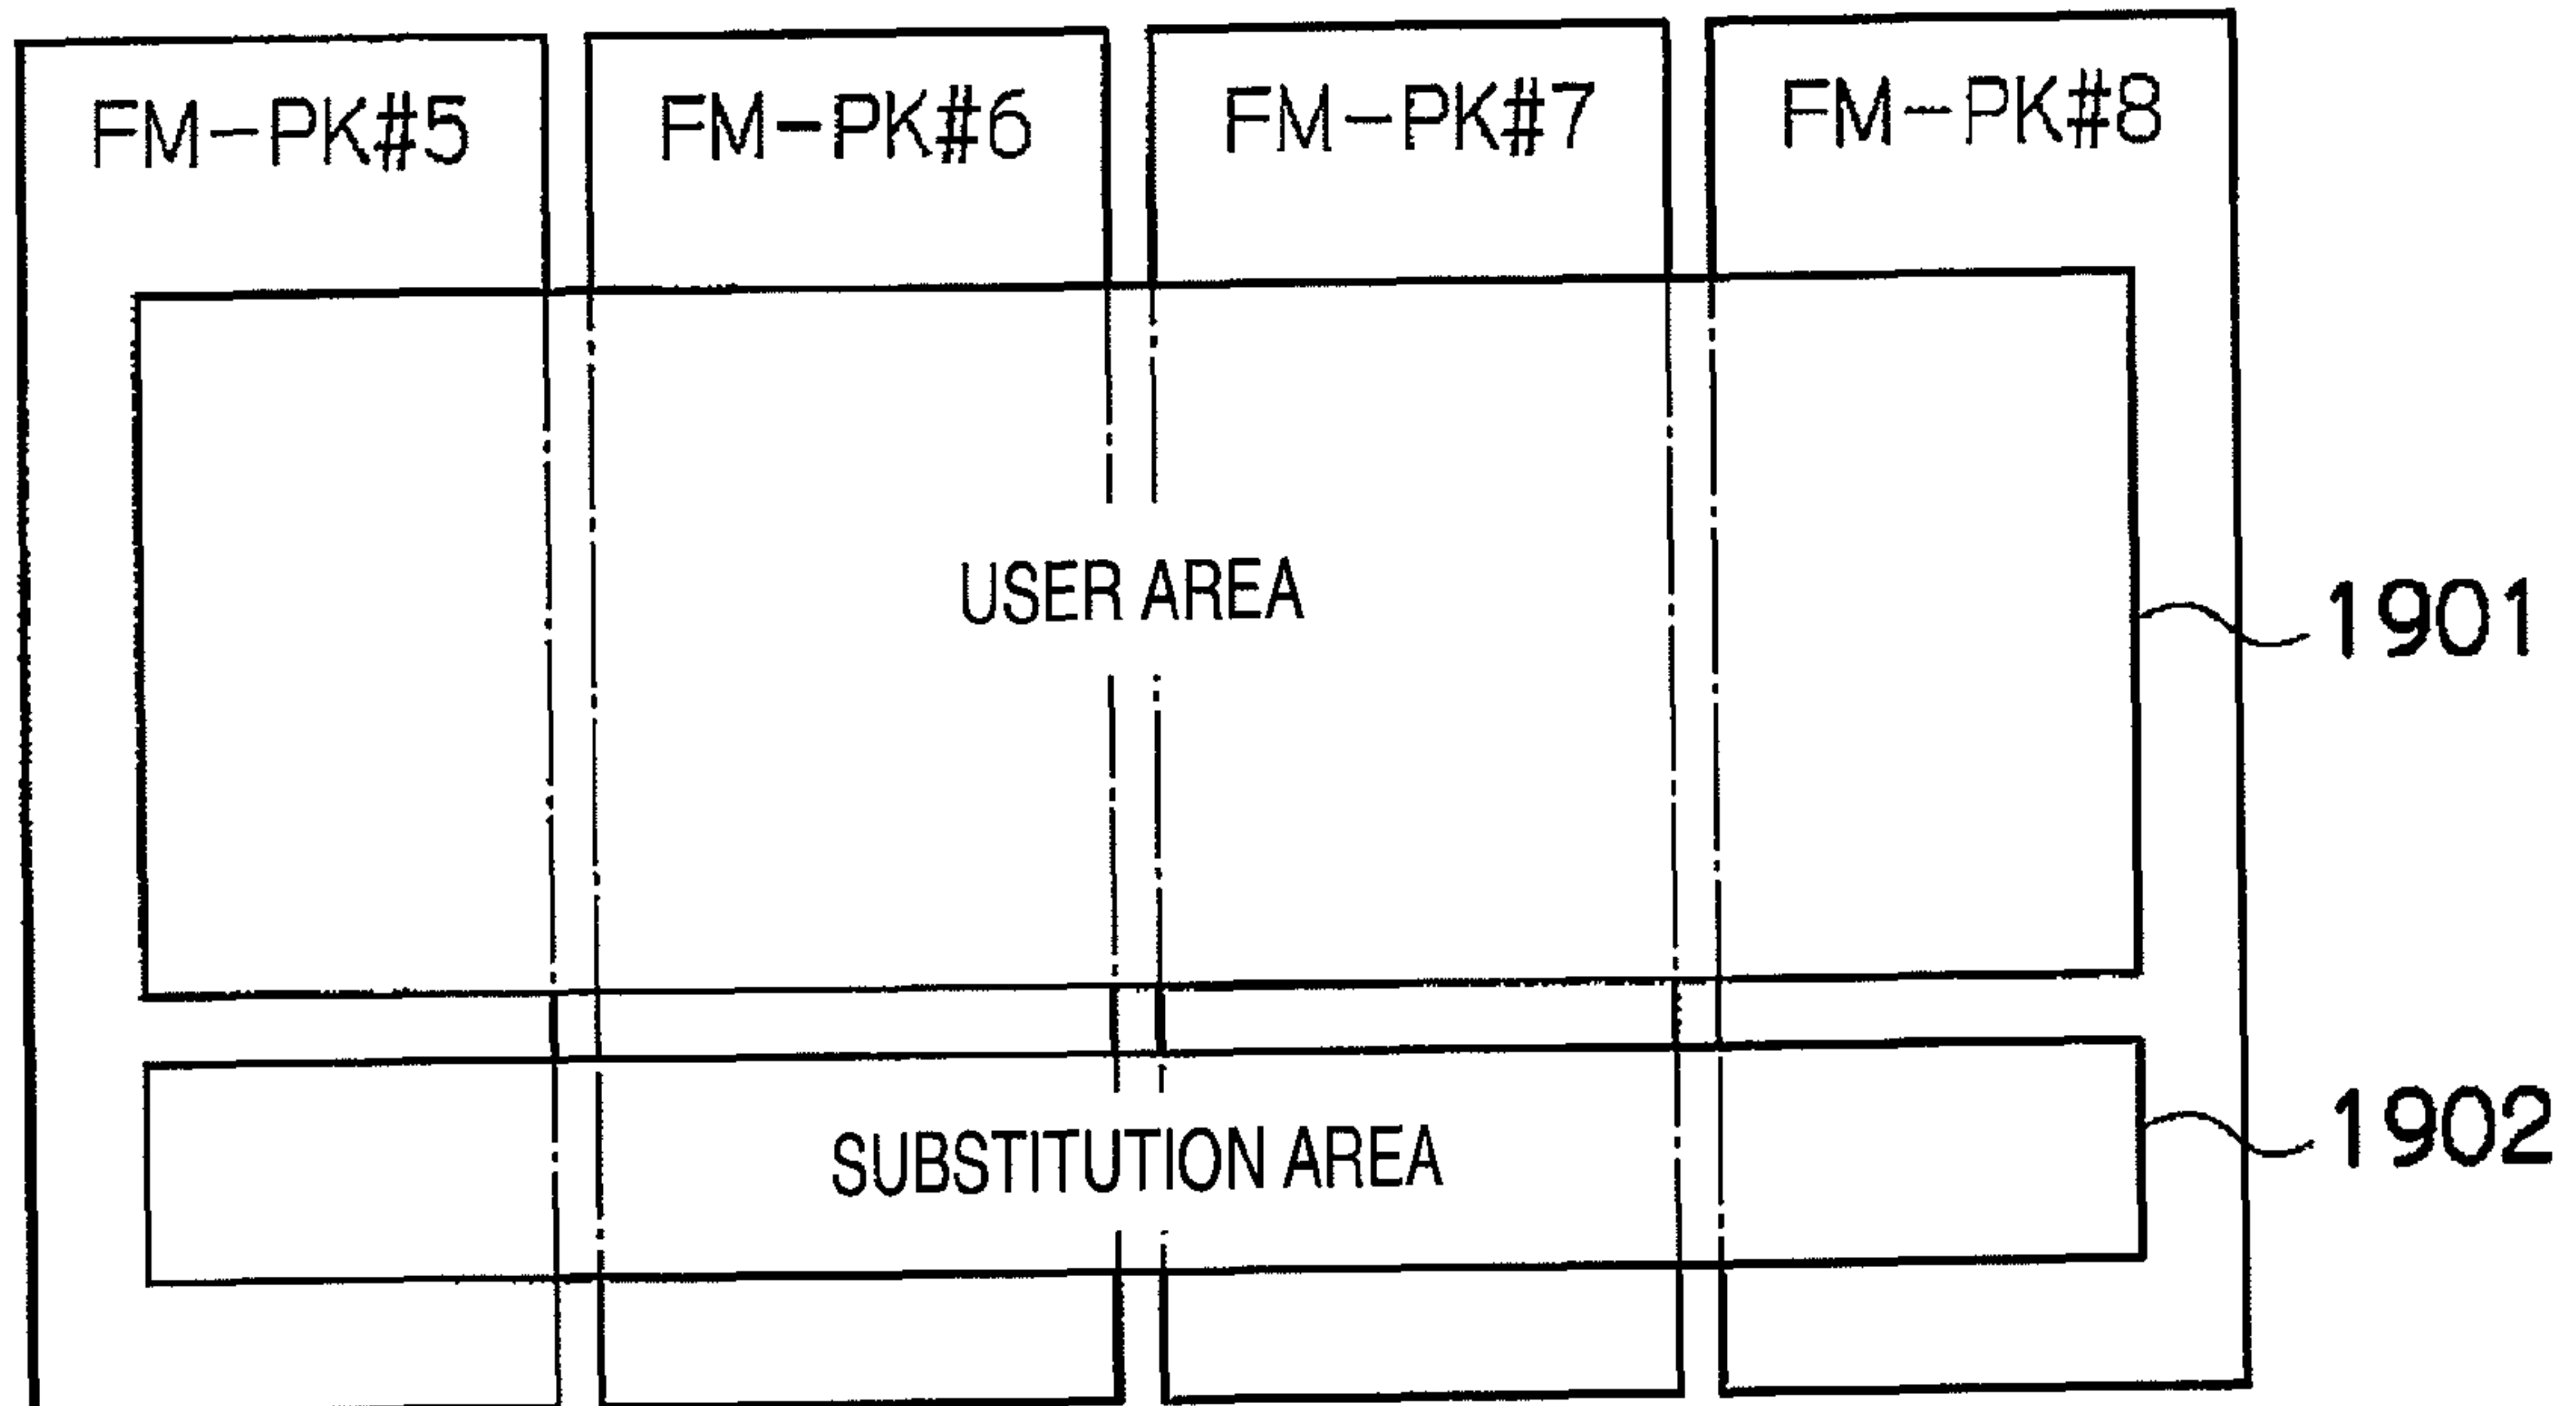 FM-PK#5 FM-PK#6 FM-PK#7 FM-PK#8
USER AREA
1901
SUBSTITUTION AREA
1902